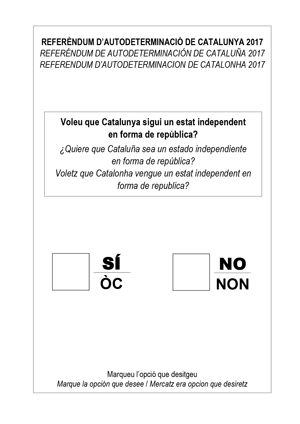 REFERÈNDUM D'AUTODETERMINACIÓ DE CATALUNYA 2017
REFERÉNDUM DE AUTODETERMINACIÓN DE CATALUÑA 2017
REFERENDUM D'AUTODETERMINACION DE CATALONHA 2017
Voleu que Catalunya sigui un estat independent
en forma de república?
¿Quiere que Cataluña sea un estado independiente
en forma de república?
Voletz que Catalonha vengue un estat independent en
forma de republica?
SÍ
ÒC
NO
NON
Marqueu l'opció que desitgeu
Marque la opción que desee / Mercatz era opcion que desiretz